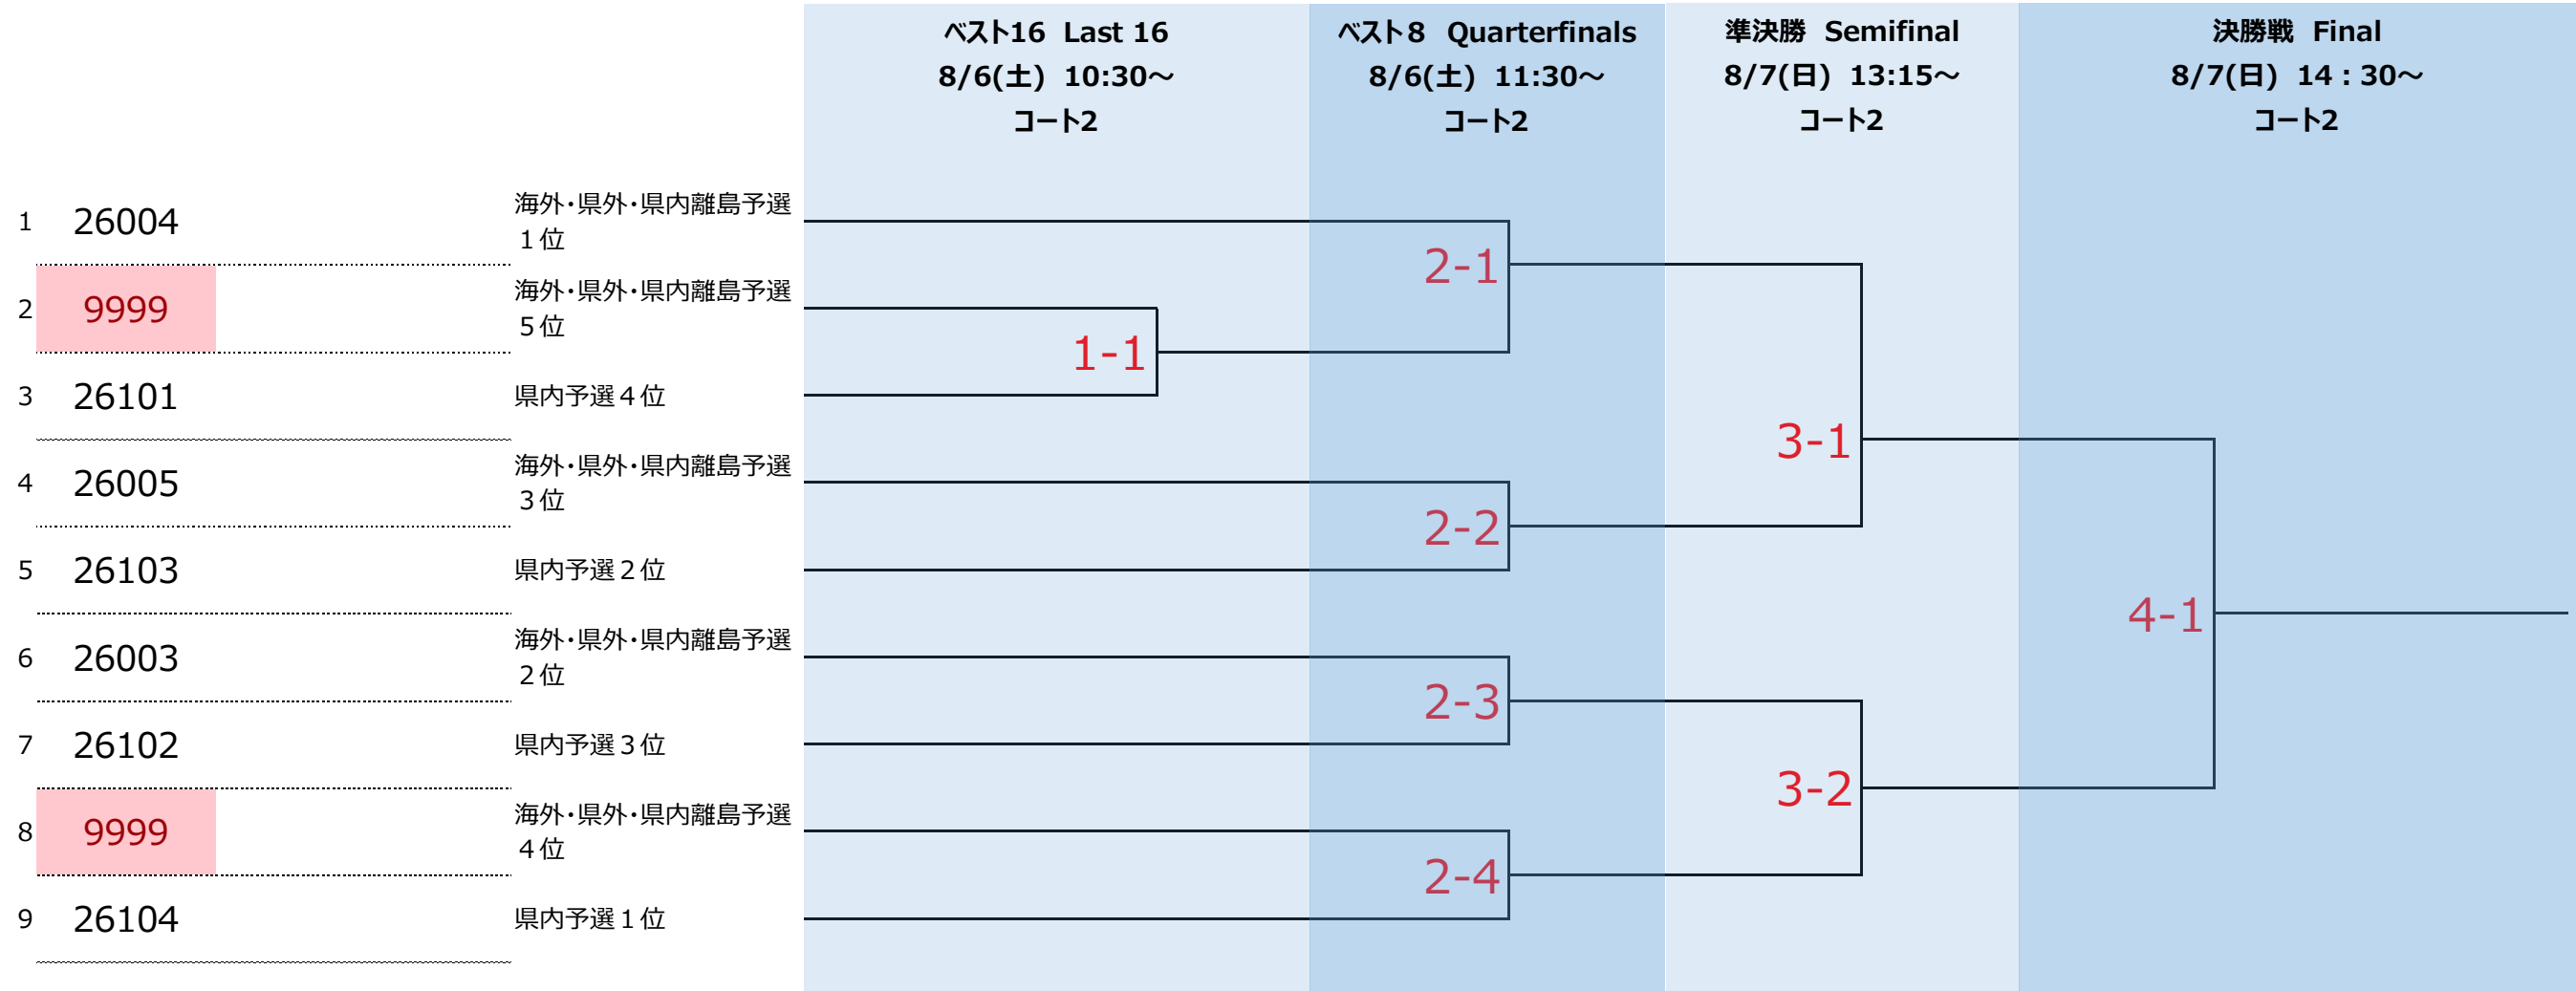 ベスト16 Last 16
8/6(土) 10:30～
コート2
ベスト8 Quarterfinals
8/6(土) 11:30～
コート2
準決勝 Semifinal
8/7(日) 13:15～
コート2
決勝戦 Final
8/7(日) 14：30～
コート2
1 26004 海外・県外・県内離島予選
１位
2 9999 海外・県外・県内離島予選
５位
3 26101 県内予選４位
4 26005 海外・県外・県内離島予選
３位
5 26103 県内予選２位
6 26003 海外・県外・県内離島予選
２位
7 26102 県内予選３位
8 9999 海外・県外・県内離島予選
４位
9 26104 県内予選１位
1-1
2-1
2-2
2-3
2-4
3-1
3-2
4-1